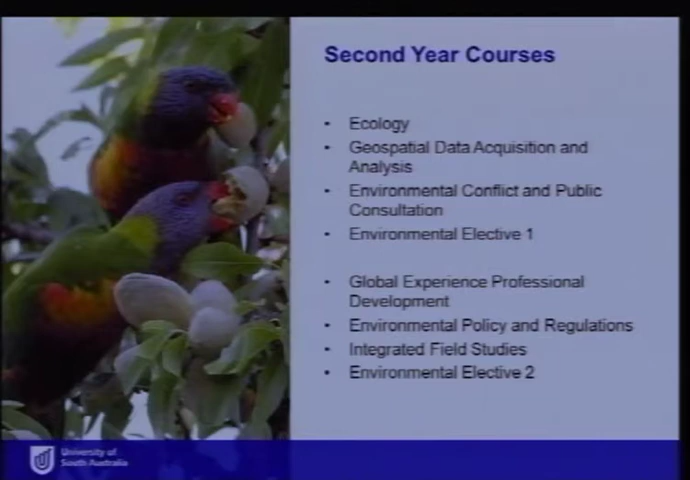 Second Year Courses
• Ecology
• Geospatial Data Acquisition and
Analysis
• Environmental Conflict and Public
Consultation
• Environmental Elective 1
• Global Experience Professional
Development
• Environmental Policy and Regulations
• Integrated Field Studies
• Environmental Elective 2
University of
South Australia